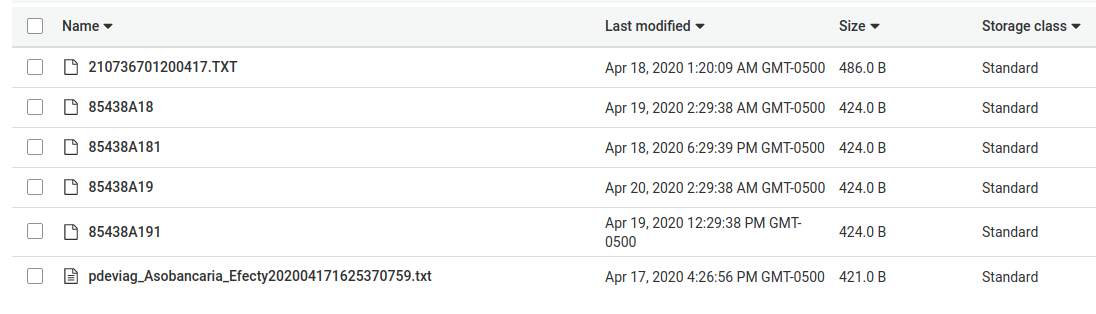 Name Last modified Size Storage class
210736701200417.TXT Apr 18, 2020 1:20:09 AM GMT-0500 486.0 B Standard
85438A18 Apr 19, 2020 2:29:38 AM GMT-0500 424.0 B Standard
85438A181 Apr 18, 2020 6:29:39 PM GMT-0500 424.0 B Standard
85438A19 Apr 20, 2020 2:29:38 AM GMT-0500 424.0 B Standard
85438A191 Apr 19, 2020 12:29:38 PM GMT-
0500 424.0 B Standard
pdeviag_Asobancaria_Efecty202004171625370759.txt Apr 17, 2020 4:26:56 PM GMT-0500 421.0 B Standard